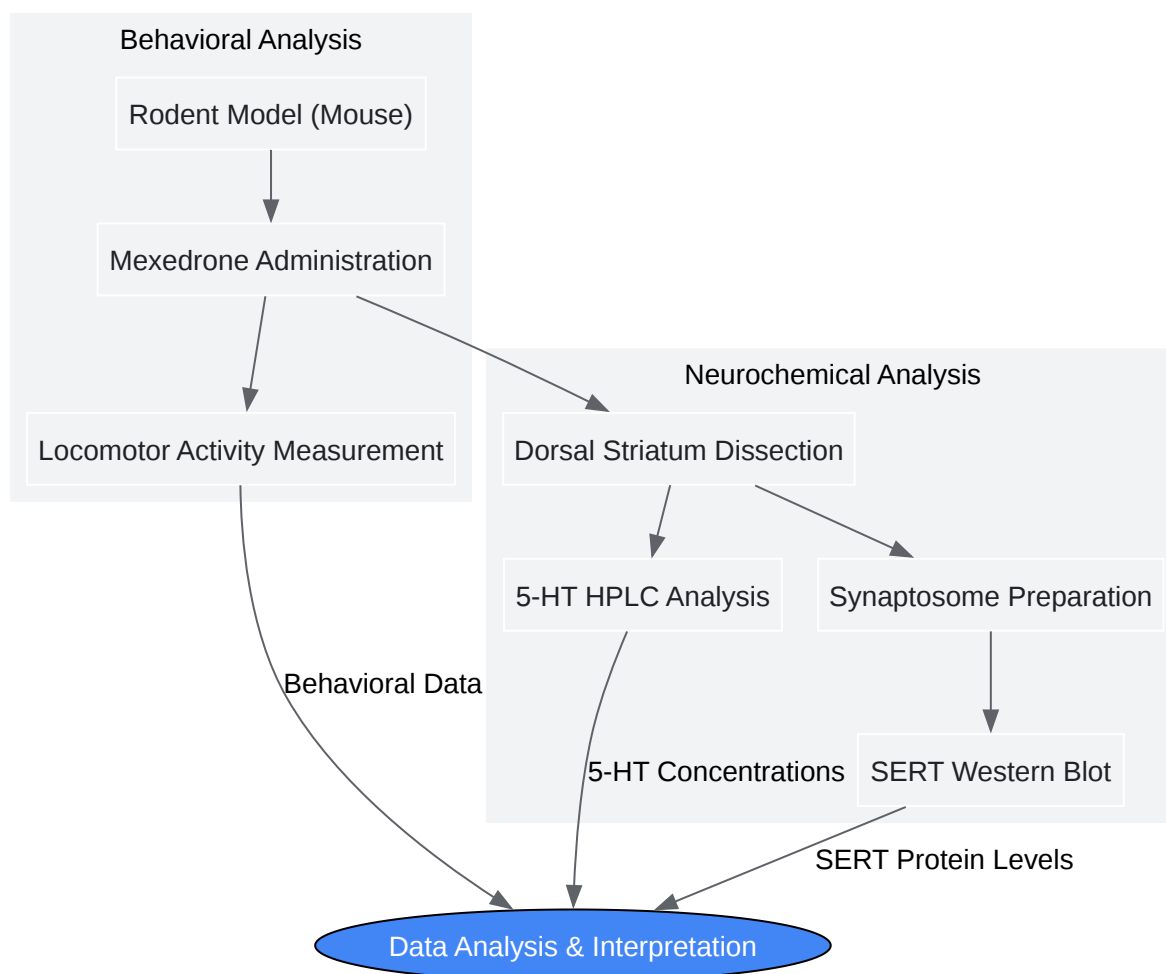 Behavioral Analysis
Rodent Model (Mouse)
Mexedrone Administration
Neurochemical Analysis
Locomotor Activity Measurement
Dorsal Striatum Dissection
5-HT HPLC Analysis
Synaptosome Preparation
Behavioral Data
5-HT Concentrations
SERT Western Blot
SERT Protein Levels
Data Analysis & Interpretation